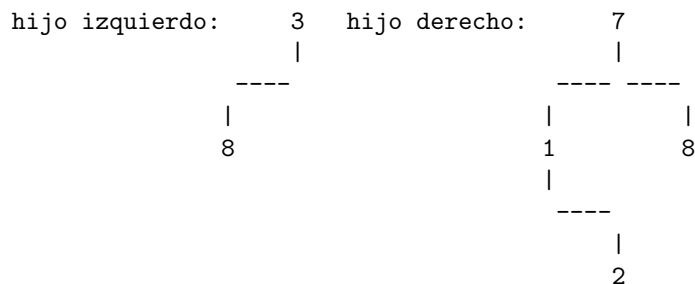 hijo izquierdo:     3   hijo derecho:      7
                    |                      |
                ----                   ---- ----
               |                      |         |
               8                      1         8
                                      |
                                       ----
                                           |
                                           2